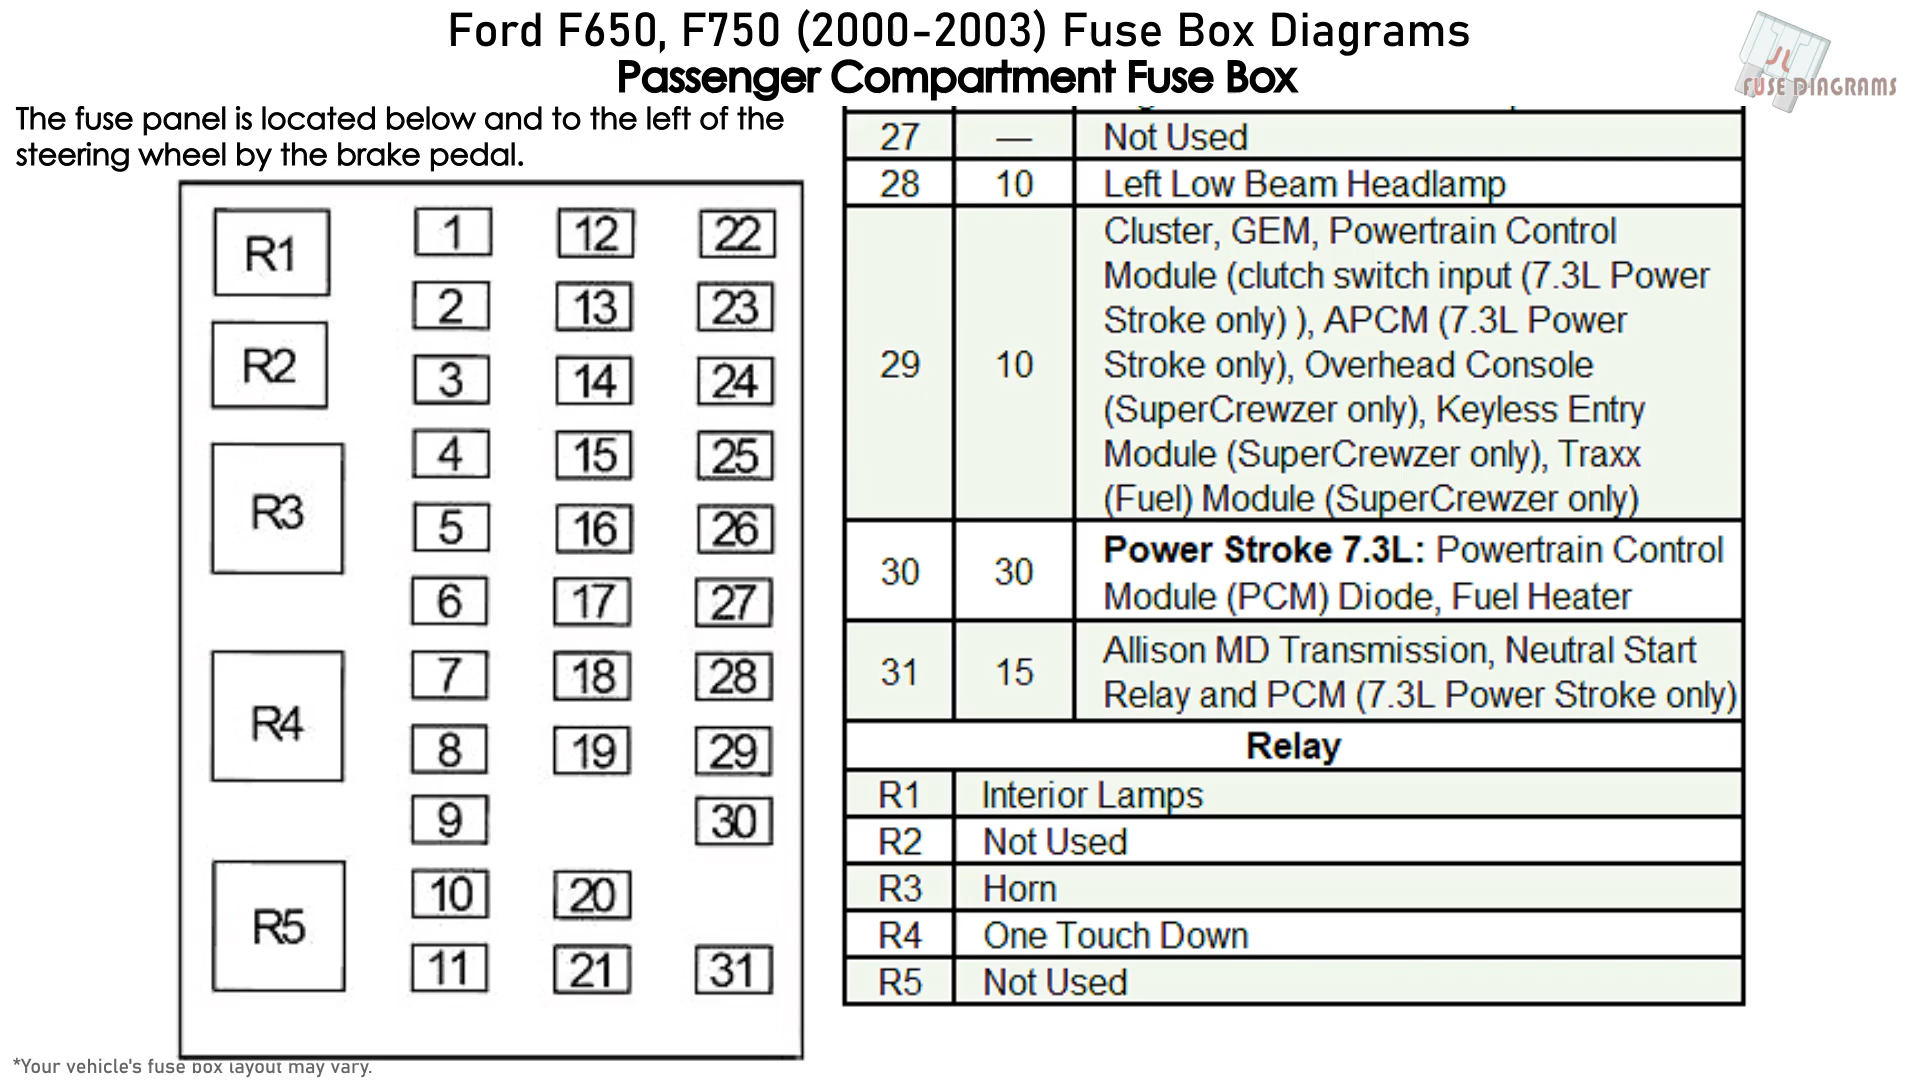 Ford F650, F750 (2000-2003) Fuse Box Diagrams
Passenger Compartment Fuse Box
FUSE DIAGRAMS
The fuse panel is located below and to the left of the
steering wheel by the brake pedal.
R1
R2
R3
R4
R5
1 12 22
2 13 23
3 14 24
4 15 25
5 16 26
6 17 27
7 18 28
8 19 29
9 30
10 20
11 21 31
27 — Not Used
28 10 Left Low Beam Headlamp
29 10
Cluster, GEM, Powertrain Control
Module (clutch switch input (7.3L Power
Stroke only) ), APCM (7.3L Power
Stroke only), Overhead Console
(SuperCrewzer only), Keyless Entry
Module (SuperCrewzer only), Traxx
(Fuel) Module (SuperCrewzer only)
30 30
Power Stroke 7.3L: Powertrain Control
Module (PCM) Diode, Fuel Heater
31 15
Allison MD Transmission, Neutral Start
Relay and PCM (7.3L Power Stroke only)
Relay
R1 Interior Lamps
R2 Not Used
R3 Horn
R4 One Touch Down
R5 Not Used
*Your vehicle's fuse box layout may vary.